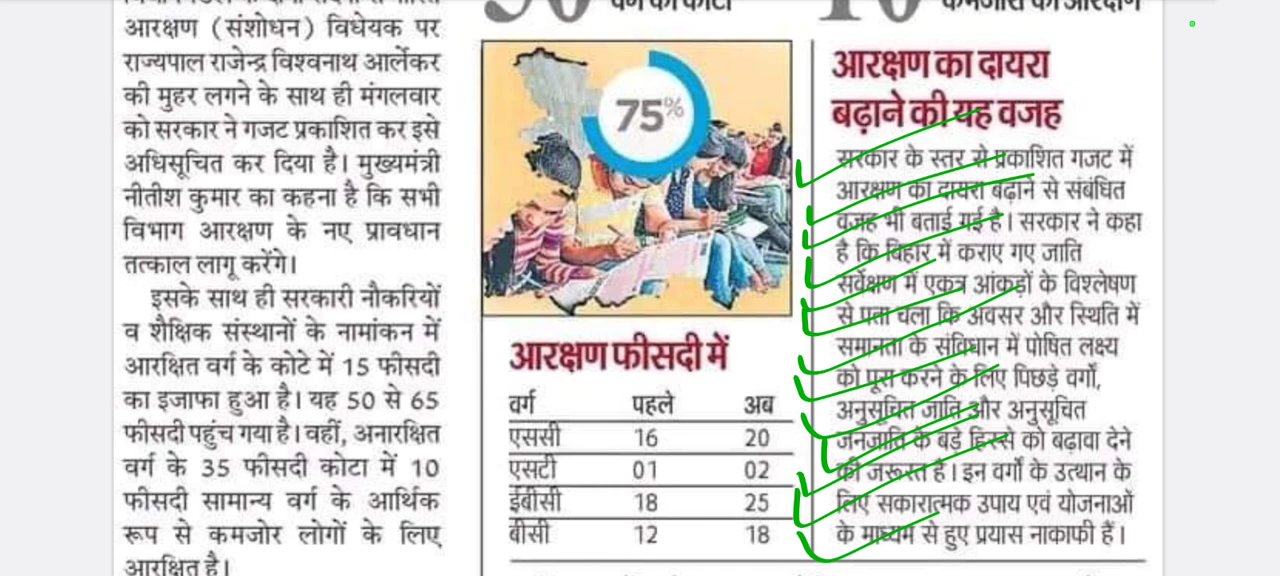 आरक्षण (संशोधन) विधेयक पर
राज्यपाल राजेन्द्र विश्वनाथ आर्लेकर
की मुहर लगने के साथ ही मंगलवार
को सरकार ने गजट प्रकाशित कर इसे
अधिसूचित कर दिया है। मुख्यमंत्री
नीतीश कुमार का कहना है कि सभी
विभाग आरक्षण के नए प्रावधान
तत्काल लागू करेंगे।
इसके साथ ही सरकारी नौकरियों
व शैक्षिक संस्थानों के नामांकन में
आरक्षित वर्ग के कोटे में 15 फीसदी
का इजाफा हुआ है। यह 50 से 65
फीसदी पहुंच गया है। वहीं, अनारक्षित
वर्ग के 35 फीसदी कोटा में 10
फीसदी सामान्य वर्ग के आर्थिक
रूप से कमजोर लोगों के लिए
आरक्षित है।
75%
आरक्षण फीसदी में
वर्ग पहले अब
एससी 16 20
एसटी 01 02
ईबीसी 18 25
बीसी 12 18
आरक्षण का दायरा
बढ़ाने की यह वजह
सरकार के स्तर से प्रकाशित गजट में
आरक्षण का दायरा बढ़ाने से संबंधित
वजह भी बताई गई है। सरकार ने कहा
है कि बिहार में कराए गए जाति
सर्वेक्षण में एकत्र आंकड़ों के विश्लेषण
से पता चला कि अवसर और स्थिति में
समानता के संविधान में पोषित लक्ष्य
को पूरा करने के लिए पिछड़े वर्गों,
अनुसूचित जाति और अनुसूचित
जनजाति के बड़े हिस्से को बढ़ावा देने
की जरूरत है। इन वर्गों के उत्थान के
लिए सकारात्मक उपाय एवं योजनाओं
के माध्यम से हुए प्रयास नाकाफी हैं।